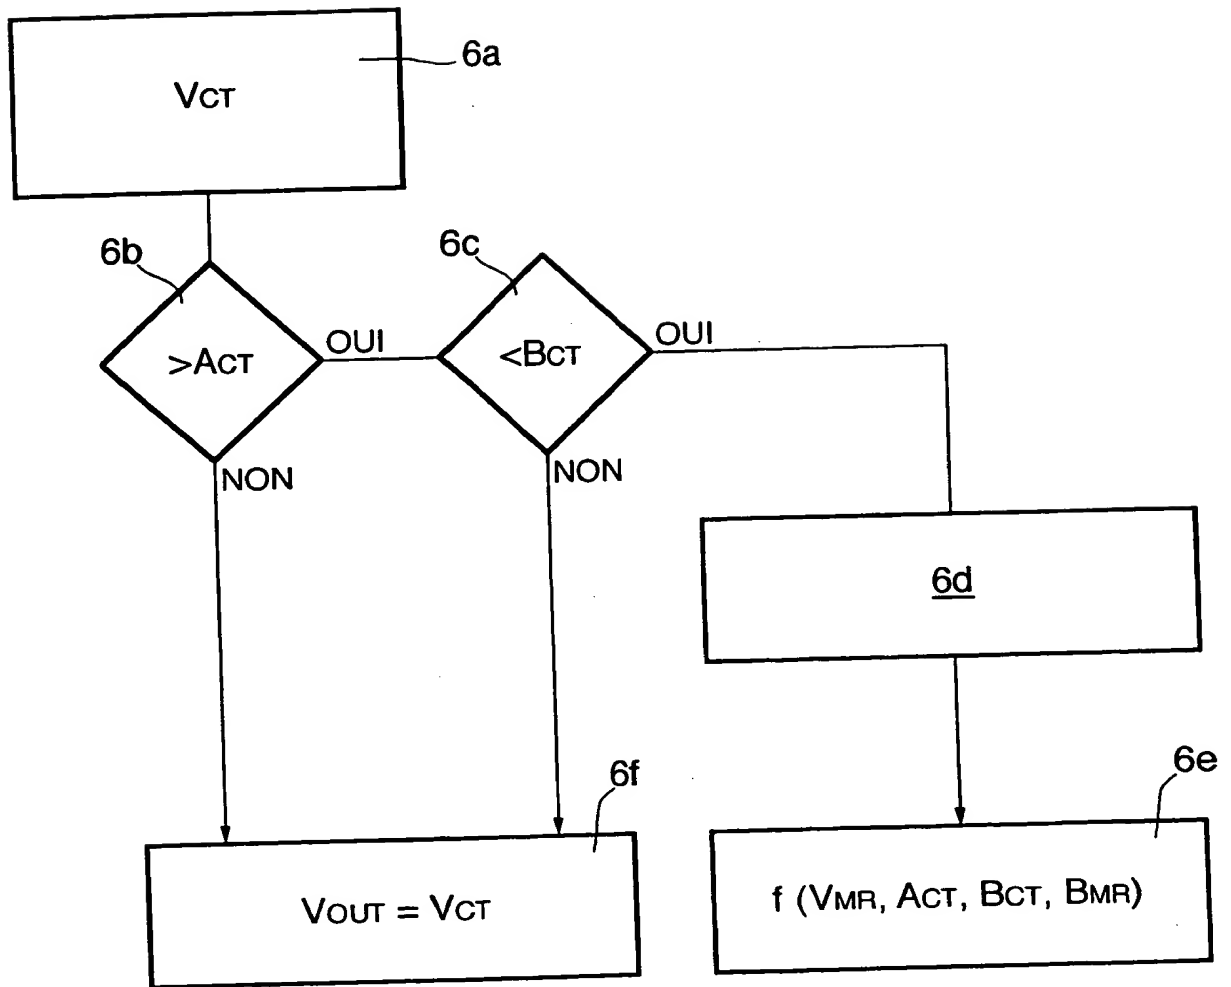 6a
VCT
6b
6c
>ACT
OUI
<BCT
OUI
NON
NON
6d
6f
6e
VOUT = VCT
f (VMR, ACT, BCT, BMR)